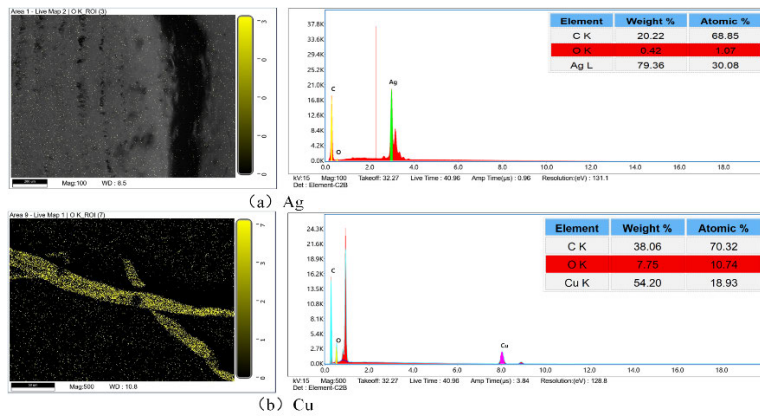 Area 1 - Live Map 2 | O K_ROI (3)
Mag:100 WD : 8.5
37.8K
33.6K
29.4K
25.2K
21.0K
16.8K
12.6K
8.4K
4.2K
0.0K
C
O
Ag
0.0 2.0 4.0 6.0 8.0 10.0 12.0 14.0 16.0 18.0
kV:15 Mag:100 Takeoff: 32.27 Live Time : 40.96 Amp Time(µs) : 0.96 Resolution:(eV) : 131.1
Det : Element-C2B
Element Weight % Atomic %
C K 20.22 68.85
O K 0.42 1.07
Ag L 79.36 30.08
(a) Ag
Area 9 - Live Map 1 | O K_ROI (7)
Mag:500 WD : 10.8
24.3K
21.6K
18.9K
16.2K
13.5K
10.8K
8.1K
5.4K
2.7K
0.0K
C
O
Cu
0.0 2.0 4.0 6.0 8.0 10.0 12.0 14.0 16.0 18.0
kV:15 Mag:500 Takeoff: 32.27 Live Time : 40.96 Amp Time(µs) : 3.84 Resolution:(eV) : 128.8
Det : Element-C2B
Element Weight % Atomic %
C K 38.06 70.32
O K 7.75 10.74
Cu K 54.20 18.93
(b) Cu